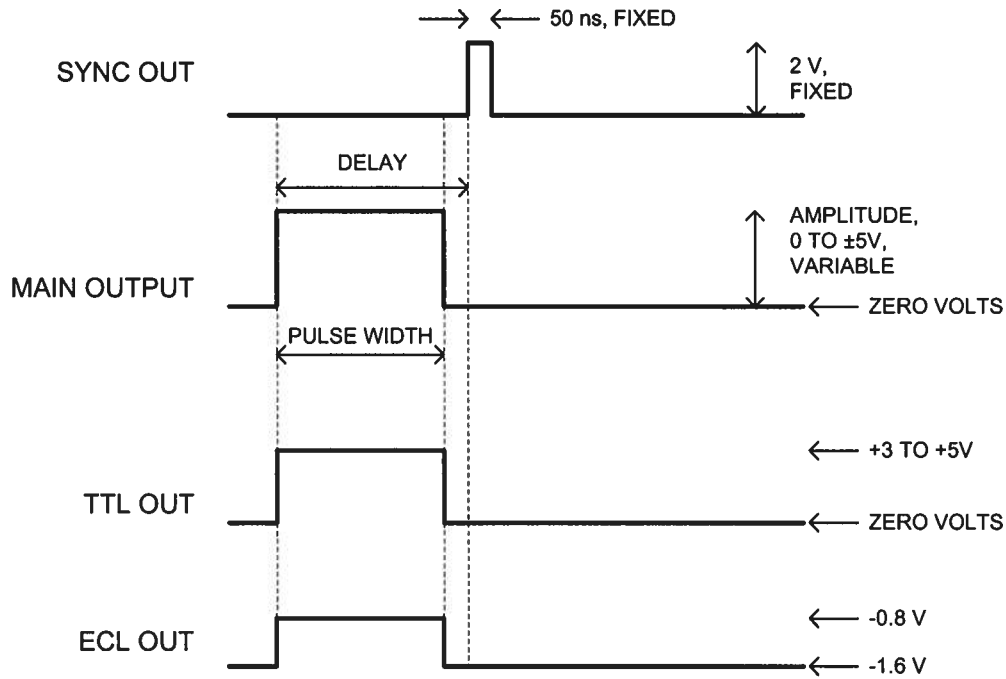 50 ns, FIXED
SYNC OUT
2 V,
FIXED
DELAY
AMPLITUDE,
0 TO ±5V,
VARIABLE
MAIN OUTPUT
ZERO VOLTS
PULSE WIDTH
+3 TO +5V
TTL OUT
ZERO VOLTS
-0.8 V
ECL OUT
-1.6 V